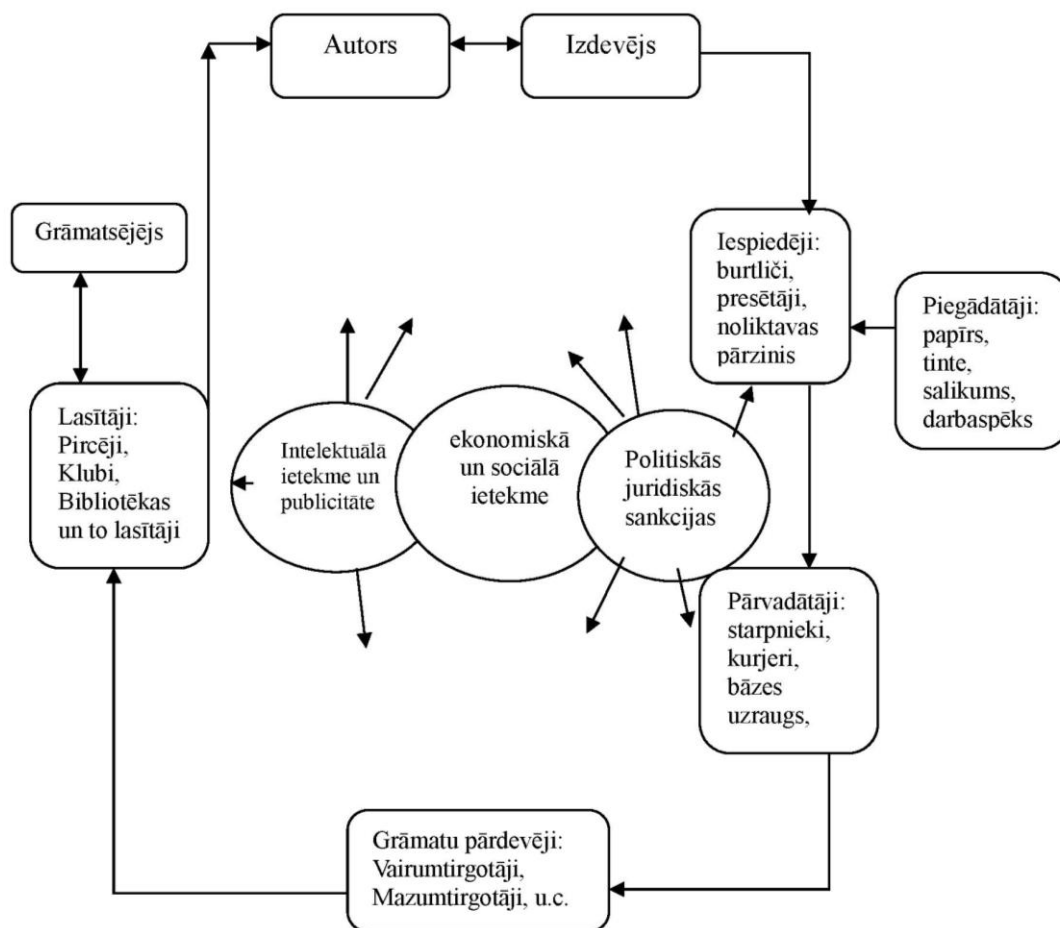 Autors
Izdevējs
Grāmatsējējs
Iespiedēji:
burtliči,
presētāji,
noliktavas
pārzinis
Piegādātāji:
papīrs,
tinte,
salikums,
darbaspēks
Lasītāji:
Pircēji,
Klubi,
Bibliotēkas
un to lasītāji
Intelektuālā
ietekme un
publicitāte
ekonomiskā
un sociālā
ietekme
Politiskās
juridiskās
sankcijas
Pārvadātāji:
starpnieki,
kurjeri,
bāzes
uzraugs,
Grāmatu pārdevēji:
Vairumtirgotāji,
Mazumtirgotāji, u.c.